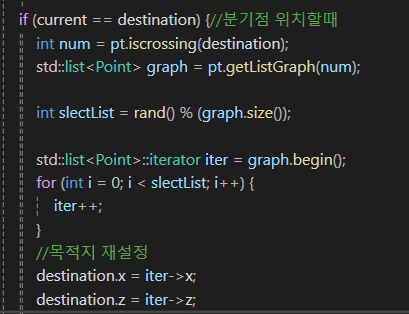 if (current == destination) {//분기점 위치할때
int num = pt.iscrossing(destination);
std::list<Point> graph = pt.getListGraph(num);
int slectList = rand() % (graph.size());
std::list<Point>::iterator iter = graph.begin();
for (int i = 0; i < slectList; i++) {
iter++;
}
//목적지 재설정
destination.x = iter->x;
destination.z = iter->z;